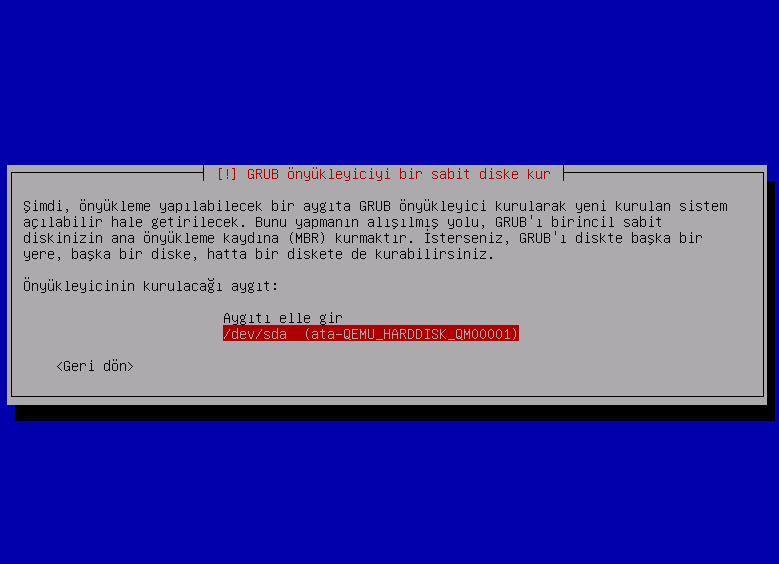 [!] GRUB önyükleyiciyi bir sabit diske kur
Şimdi, önyükleme yapılabilecek bir aygıta GRUB önyükleyici kurularak yeni kurulan sistem
açılabilir hale getirilecek. Bunu yapmanın alışılmış yolu, GRUB'ı birincil sabit
diskinizin ana önyükleme kaydına (MBR) kurmaktır. İsterseniz, GRUB'ı diskte başka bir
yere, başka bir diske, hatta bir diskete de kurabilirsiniz.
Önyükleyicinin kurulacağı aygıt:
Aygıtı elle gir
/dev/sda  (ata-QEMU_HARDDISK_QM00001)
<Geri dön>